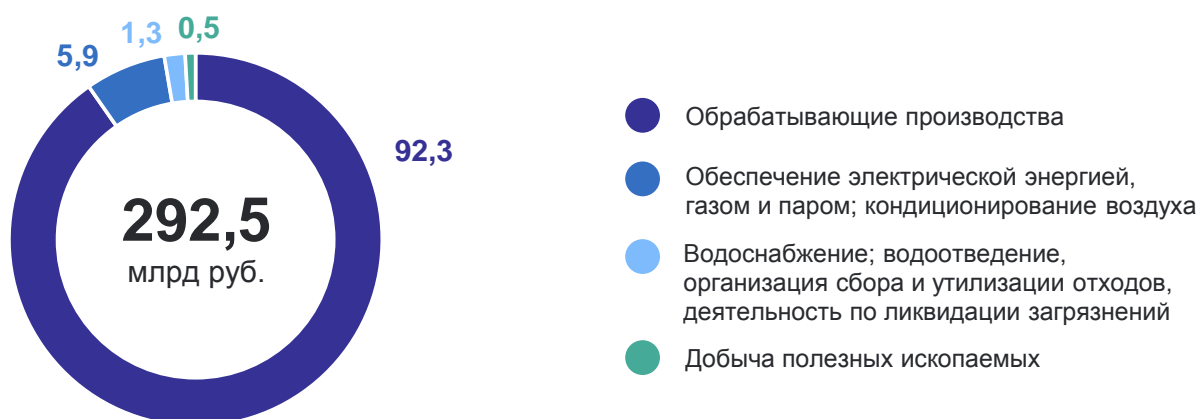 1,3
0,5
5,9
92,3
292,5
млрд руб.
Обрабатывающие производства
Обеспечение электрической энергией,
газом и паром; кондиционирование воздуха
Водоснабжение; водоотведение,
организация сбора и утилизации отходов,
деятельность по ликвидации загрязнений
Добыча полезных ископаемых